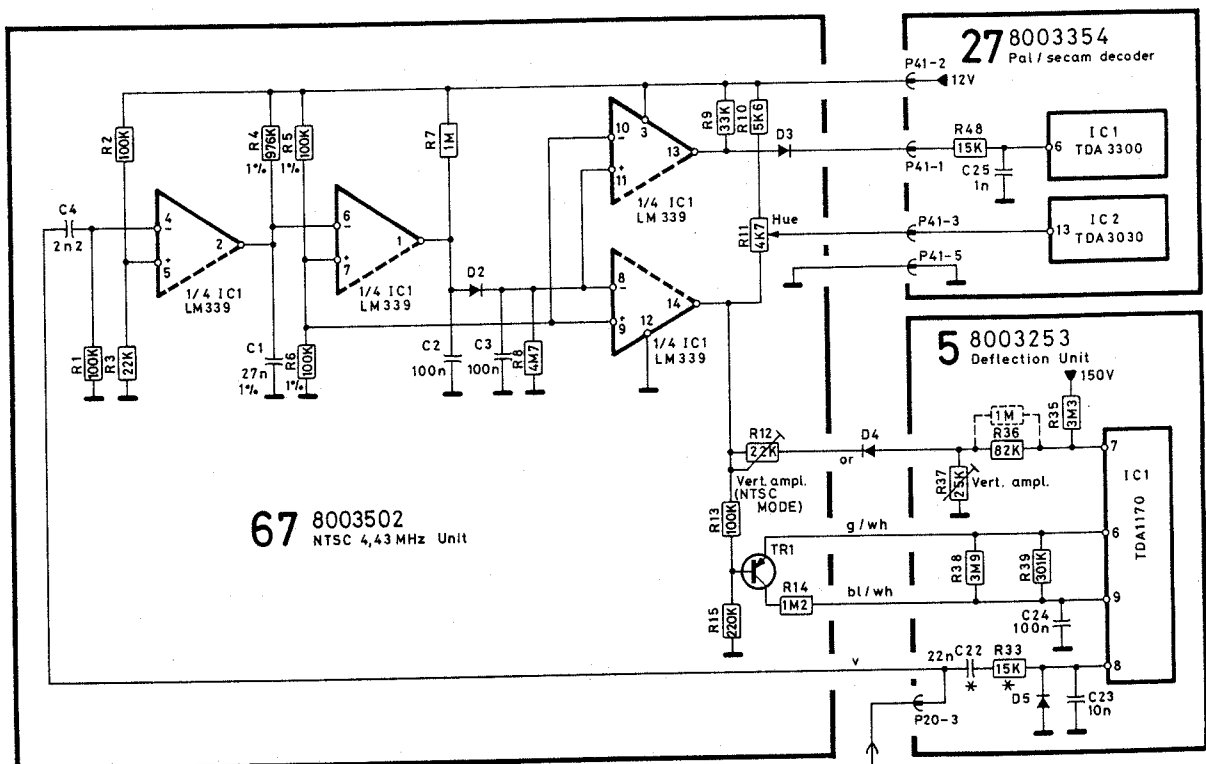 27 8003354
Pal / secam decoder
P41-2
12V
R2
100K
R4
976K
1%
R5
100K
1%
R7
1M
10
-
3
13
+
11
1/4 IC1
LM339
R9
33K
R10
5K6
D3
P41-1
R48
15K
C25
1n
6
IC1
TDA 3300
C4
2n2
4
-
2
+
5
1/4 IC1
LM339
6
-
1
+
7
1/4 IC1
LM339
Hue
R11
4K7
P41-3
13
IC2
TDA3030
P41-5
D2
8
-
14
+
9
12
1/4 IC1
LM339
R1
100K
R3
22K
C1
27n
1%
R6
100K
1%
C2
100n
C3
100n
R8
4M7
5 8003253
Deflection Unit
150V
R35
3M3
1M
R36
82K
7
R12
22K
D4
or
Vert. ampl.
(NTSC
MODE)
R37
25K
Vert. ampl.
IC1
TDA1170
67 8003502
NTSC 4,43 MHz Unit
R13
100K
g/wh
6
TR1
R38
3M9
R39
301K
R14
1M2
bl/wh
9
R15
220K
C24
100n
v
22n
C22
*
R33
15K
*
8
P20-3
D5
C23
10n